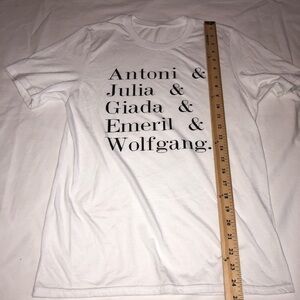 Antoni &
Julia &
Giada &
Emeril &
Wolfgang.